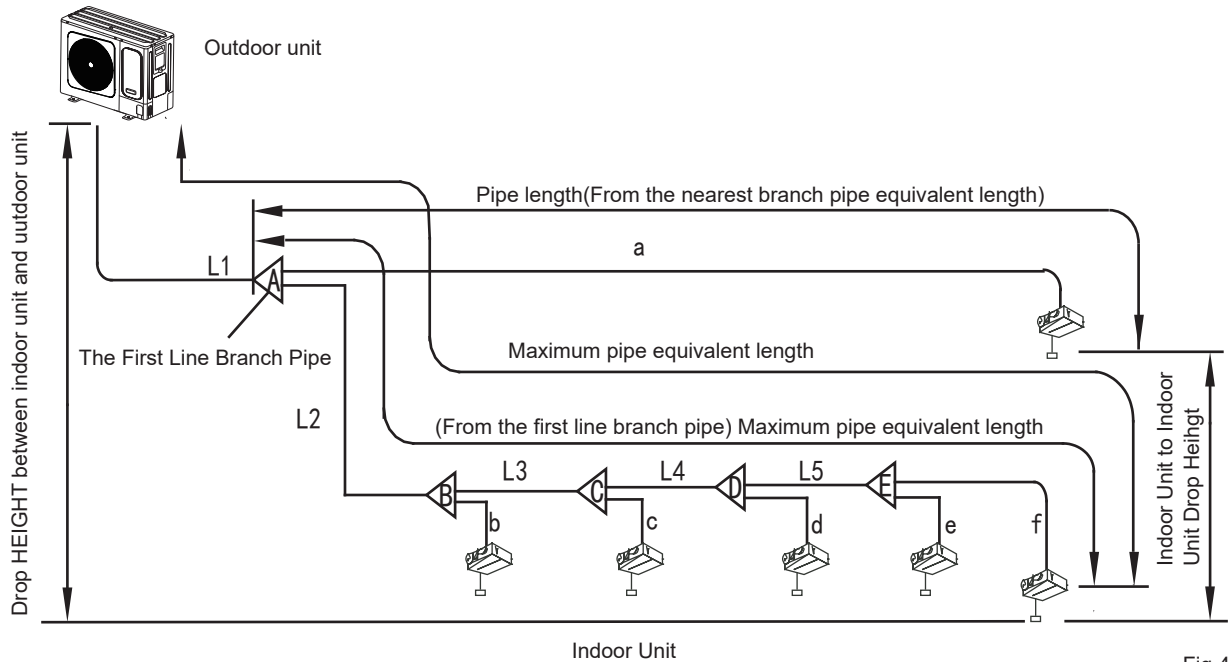 Outdoor unit
Drop HEIGHT between indoor unit and uutdoor unit
Pipe length(From the nearest branch pipe equivalent length)
a
L1
A
The First Line Branch Pipe
Maximum pipe equivalent length
L2
(From the first line branch pipe) Maximum pipe equivalent length
Indoor Unit to Indoor
Unit Drop Heihgt
L3
L4
L5
B
C
D
E
b
c
d
e
f
Indoor Unit
Fig.4